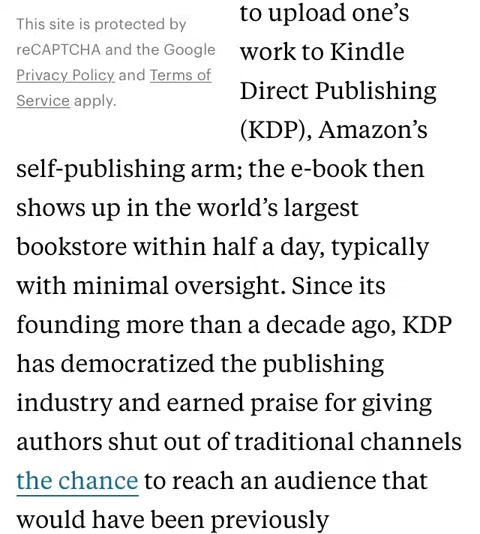 This site is protected by
reCAPTCHA and the Google
Privacy Policy and Terms of
Service apply.
to upload one’s
work to Kindle
Direct Publishing
(KDP), Amazon’s
self-publishing arm; the e-book then
shows up in the world’s largest
bookstore within half a day, typically
with minimal oversight. Since its
founding more than a decade ago, KDP
has democratized the publishing
industry and earned praise for giving
authors shut out of traditional channels
the chance to reach an audience that
would have been previously